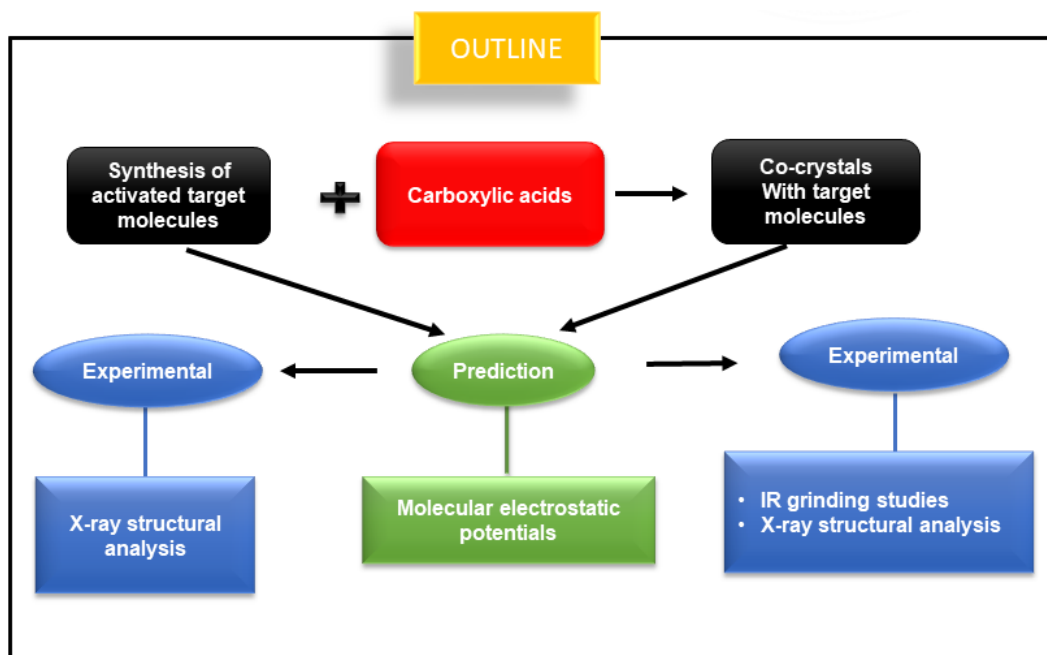 OUTLINE
Synthesis of
activated target
molecules
Carboxylic acids
Co-crystals
With target
molecules
Experimental
Prediction
Experimental
X-ray structural
analysis
Molecular electrostatic
potentials
• IR grinding studies
• X-ray structural analysis